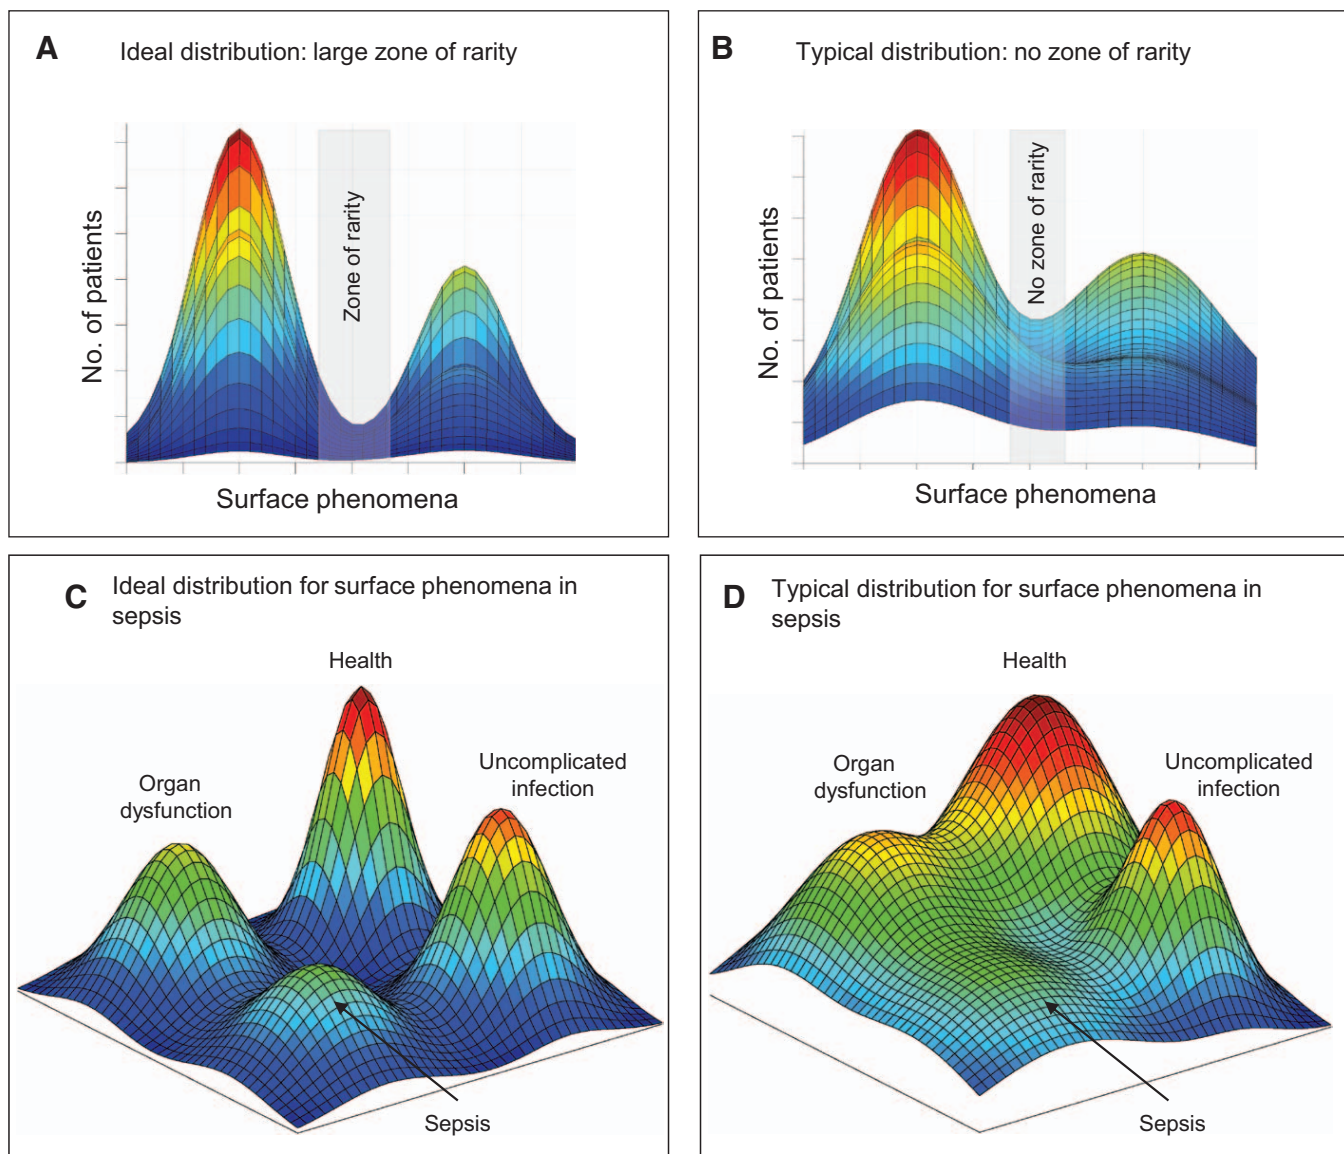 A
Ideal distribution: large zone of rarity
No. of patients
Zone of rarity
Surface phenomena
B
Typical distribution: no zone of rarity
No. of patients
No zone of rarity
Surface phenomena
C
Ideal distribution for surface phenomena in
sepsis
Health
Organ
dysfunction
Uncomplicated
infection
Sepsis
D
Typical distribution for surface phenomena in
sepsis
Health
Organ
dysfunction
Uncomplicated
infection
Sepsis